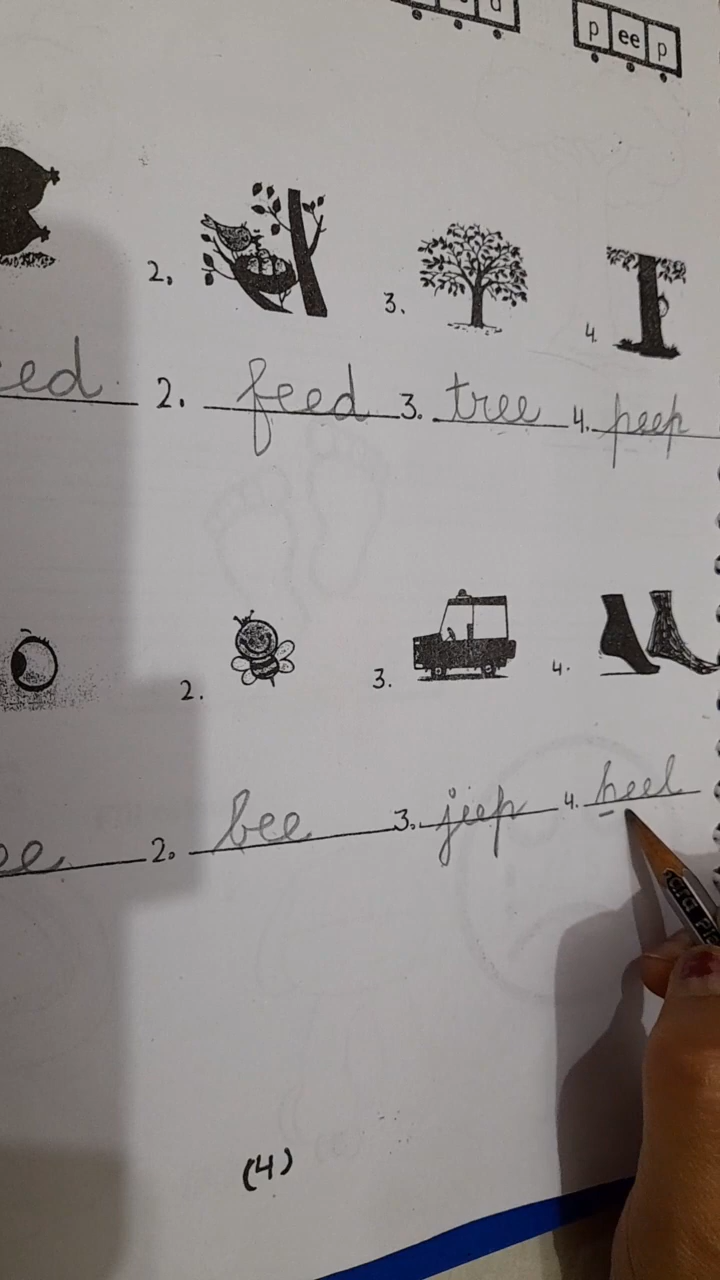 d
p ee p
2.
3.
4.
ed 2. feed 3. tree 4. peep
2.
3.
4.
ee 2. bee 3. jeep 4. heel
(4)